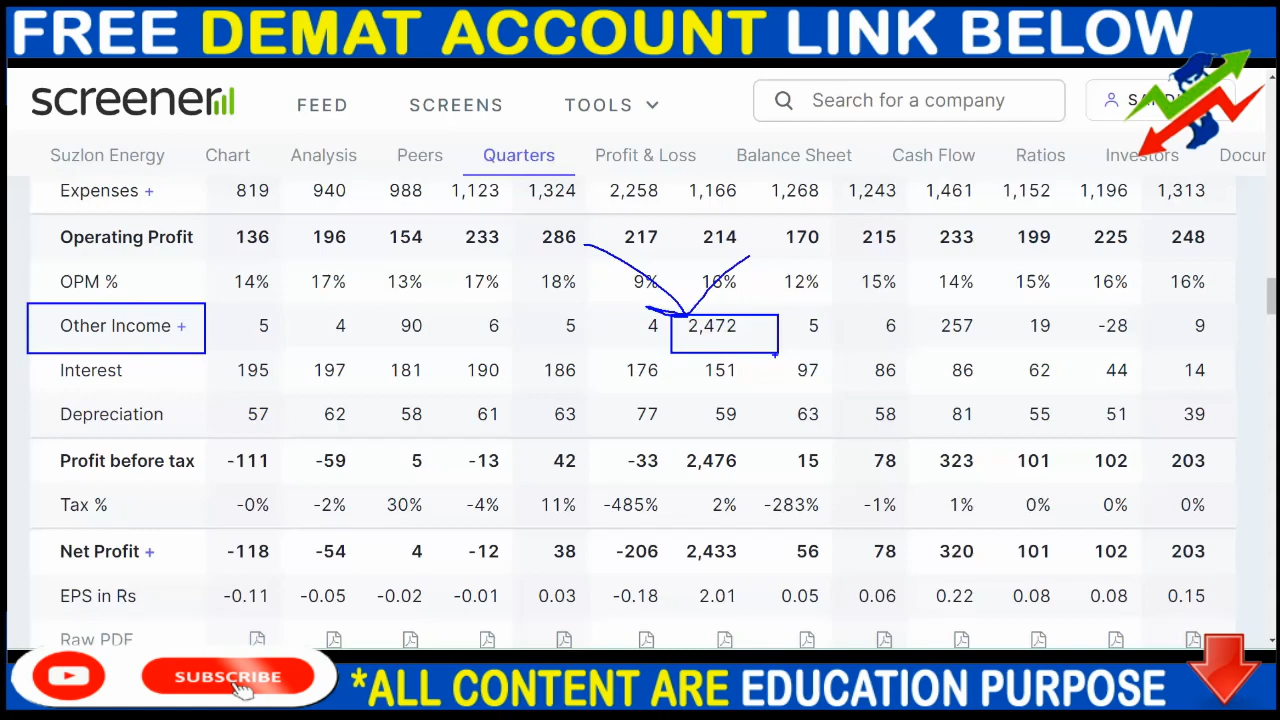 FREE DEMAT ACCOUNT LINK BELOW
screener FEED SCREENS TOOLS Search for a company
Suzlon Energy Chart Analysis Peers Quarters Profit & Loss Balance Sheet Cash Flow Ratios Investors
Expenses + 819 940 988 1,123 1,324 2,258 1,166 1,268 1,243 1,461 1,152 1,196 1,313
Operating Profit 136 196 154 233 286 217 214 170 215 233 199 225 248
OPM % 14% 17% 13% 17% 18% 9% 16% 12% 15% 14% 15% 16% 16%
Other Income + 5 4 90 6 5 4 2,472 5 6 257 19 -28 9
Interest 195 197 181 190 186 176 151 97 86 86 62 44 14
Depreciation 57 62 58 61 63 77 59 63 58 81 55 51 39
Profit before tax -111 -59 5 -13 42 -33 2,476 15 78 323 101 102 203
Tax % -0% -2% 30% -4% 11% -485% 2% -283% -1% 1% 0% 0% 0%
Net Profit + -118 -54 4 -12 38 -206 2,433 56 78 320 101 102 203
EPS in Rs -0.11 -0.05 -0.02 -0.01 0.03 -0.18 2.01 0.05 0.06 0.22 0.08 0.08 0.15
Raw PDF
SUBSCRIBE
*ALL CONTENT ARE EDUCATION PURPOSE